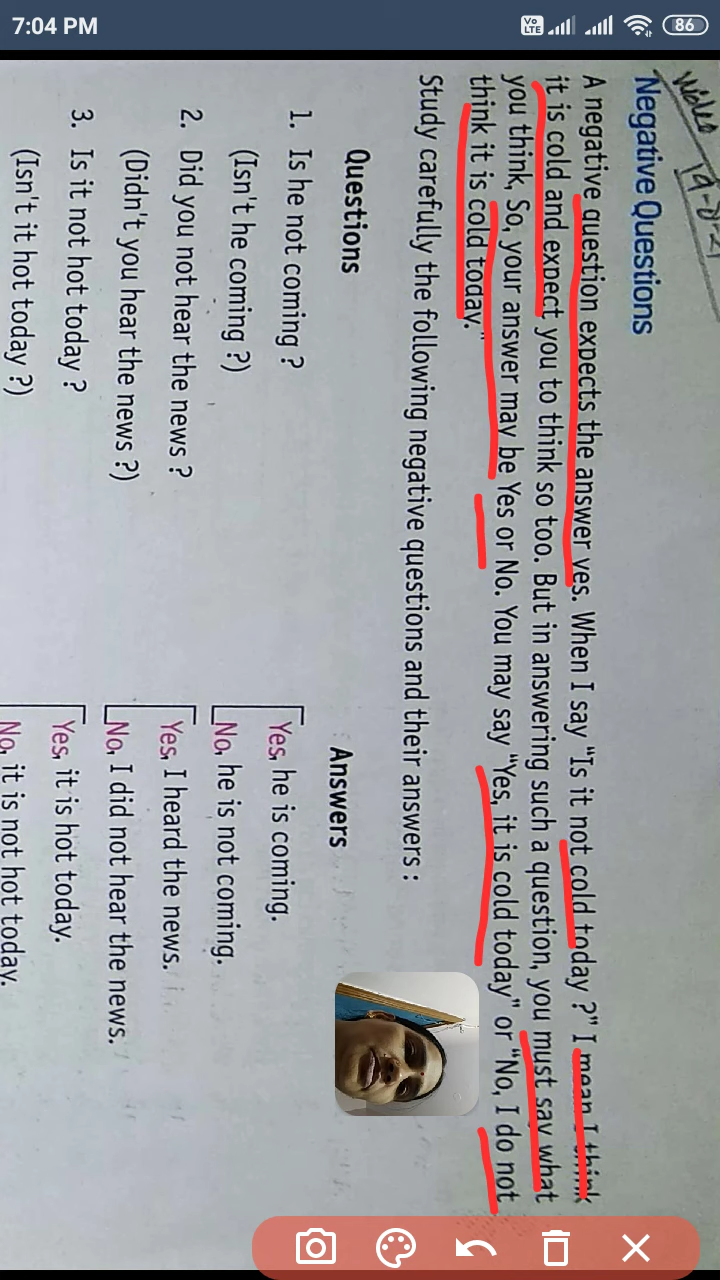 7:04 PM
Vo LTE
86
19-8-21
Negative Questions
A negative question expects the answer yes. When I say "Is it not cold today ?" I mean I think
it is cold and expect you to think so too. But in answering such a question, you must say what
you think, So, your answer may be Yes or No. You may say "Yes, it is cold today" or "No, I do not
think it is cold today."
Study carefully the following negative questions and their answers :
Questions Answers
1. Is he not coming ? Yes, he is coming.
(Isn't he coming ?) No, he is not coming.
2. Did you not hear the news ? Yes, I heard the news.
(Didn't you hear the news ?) No, I did not hear the news.
3. Is it not hot today ? Yes, it is hot today.
(Isn't it hot today ?) No, it is not hot today.